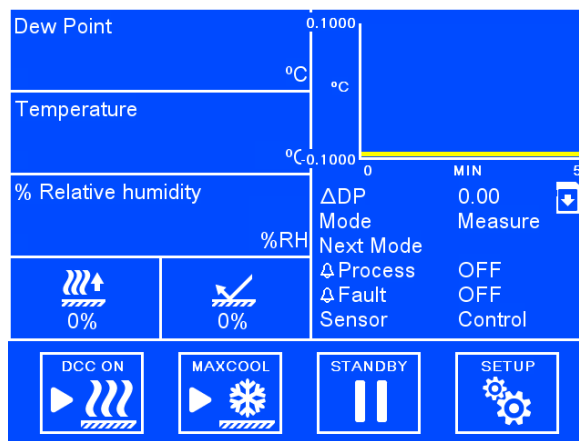 Dew Point
ºC
Temperature
ºC
% Relative humidity
%RH
0%
0%
0.1000
ºC
-0.1000
0 MIN 5
ΔDP 0.00
Mode Measure
Next Mode
Process OFF
Fault OFF
Sensor Control
DCC ON
MAXCOOL
STANDBY
SETUP